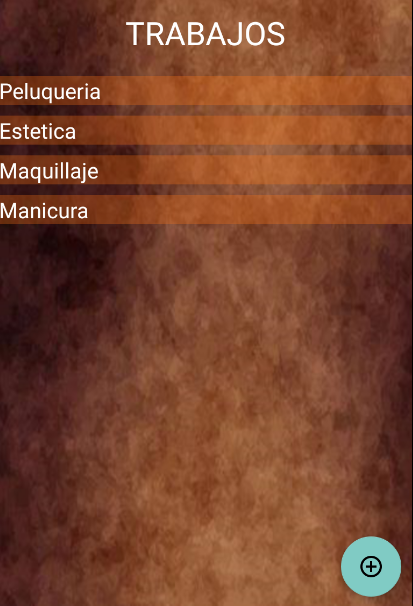 TRABAJOS
Peluqueria
Estetica
Maquillaje
Manicura